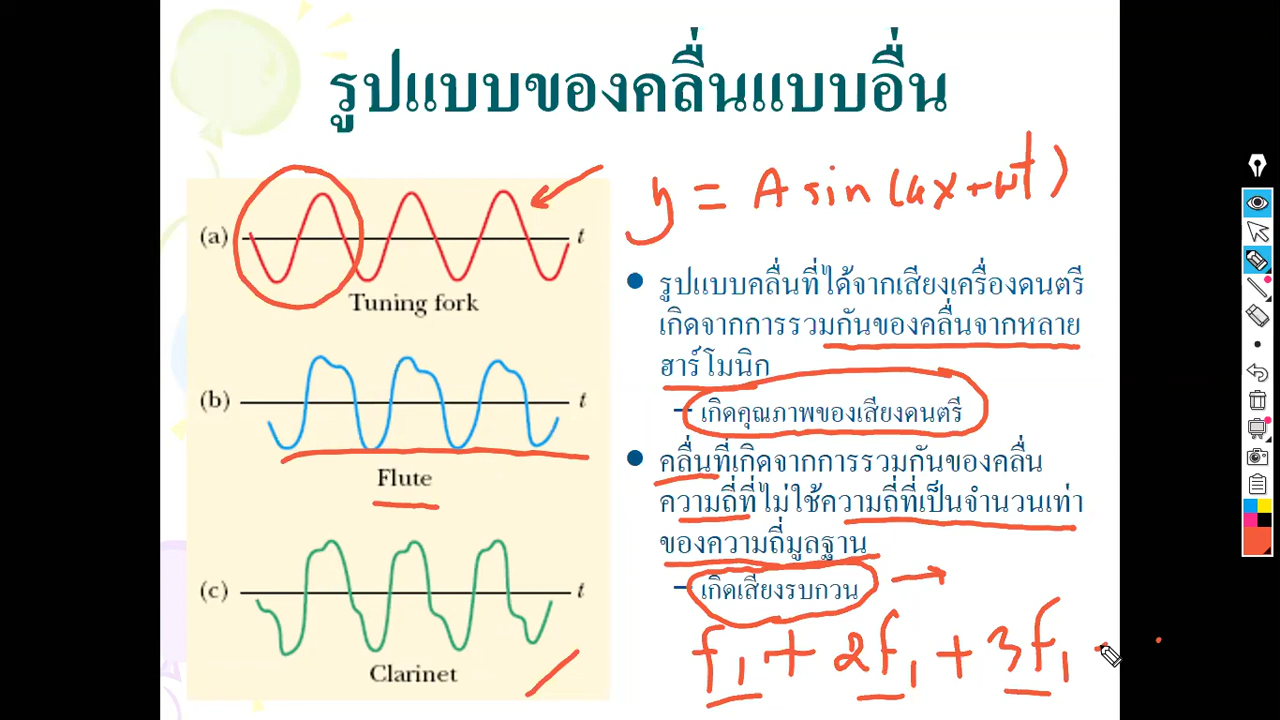 รูปแบบของคลื่นแบบอื่น
y = A sin(kx+ωt)
(a)
t
Tuning fork
(b)
t
Flute
(c)
t
Clarinet
รูปแบบคลื่นที่ได้จากเสียงเครื่องดนตรี
เกิดจากการรวมกันของคลื่นจากหลาย
ฮาร์โมนิก
– เกิดคุณภาพของเสียงดนตรี
คลื่นที่เกิดจากการรวมกันของคลื่น
ความถี่ที่ไม่ใช้ความถี่ที่เป็นจำนวนเท่า
ของความถี่มูลฐาน
– เกิดเสียงรบกวน
f₁ + 2f₁ + 3f₁